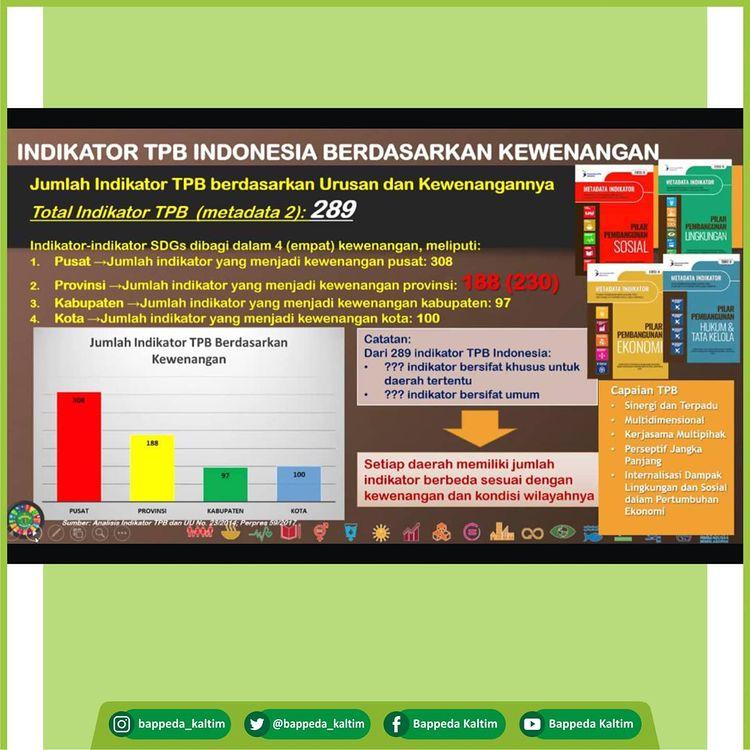 INDIKATOR TPB INDONESIA BERDASARKAN KEWENANGAN
Jumlah Indikator TPB berdasarkan Urusan dan Kewenangannya
Total Indikator TPB (metadata 2): 289
Indikator-indikator SDGs dibagi dalam 4 (empat) kewenangan, meliputi:
1. Pusat →Jumlah indikator yang menjadi kewenangan pusat: 308
2. Provinsi →Jumlah indikator yang menjadi kewenangan provinsi: 188 (230)
3. Kabupaten →Jumlah indikator yang menjadi kewenangan kabupaten: 97
4. Kota →Jumlah indikator yang menjadi kewenangan kota: 100
Jumlah Indikator TPB Berdasarkan
Kewenangan
308
188
97
100
PUSAT
PROVINSI
KABUPATEN
KOTA
Sumber: Analisis Indikator TPB dan UU No. 23/2014; Perpres 59/2017
Catatan:
Dari 289 indikator TPB Indonesia:
• ??? indikator bersifat khusus untuk
daerah tertentu
• ??? indikator bersifat umum
Setiap daerah memiliki jumlah
indikator berbeda sesuai dengan
kewenangan dan kondisi wilayahnya
METADATA INDIKATOR
PILAR
PEMBANGUNAN
SOSIAL
METADATA INDIKATOR
PILAR
PEMBANGUNAN
LINGKUNGAN
METADATA INDIKATOR
PILAR
PEMBANGUNAN
EKONOMI
METADATA INDIKATOR
PILAR
PEMBANGUNAN
HUKUM &
TATA KELOLA
Capaian TPB
• Sinergi dan Terpadu
• Multidimensional
• Kerjasama Multipihak
• Perseptif Jangka
Panjang
• Internalisasi Dampak
Lingkungan dan Sosial
dalam Pertumbuhan
Ekonomi
bappeda_kaltim
@bappeda_kaltim
Bappeda Kaltim
Bappeda Kaltim